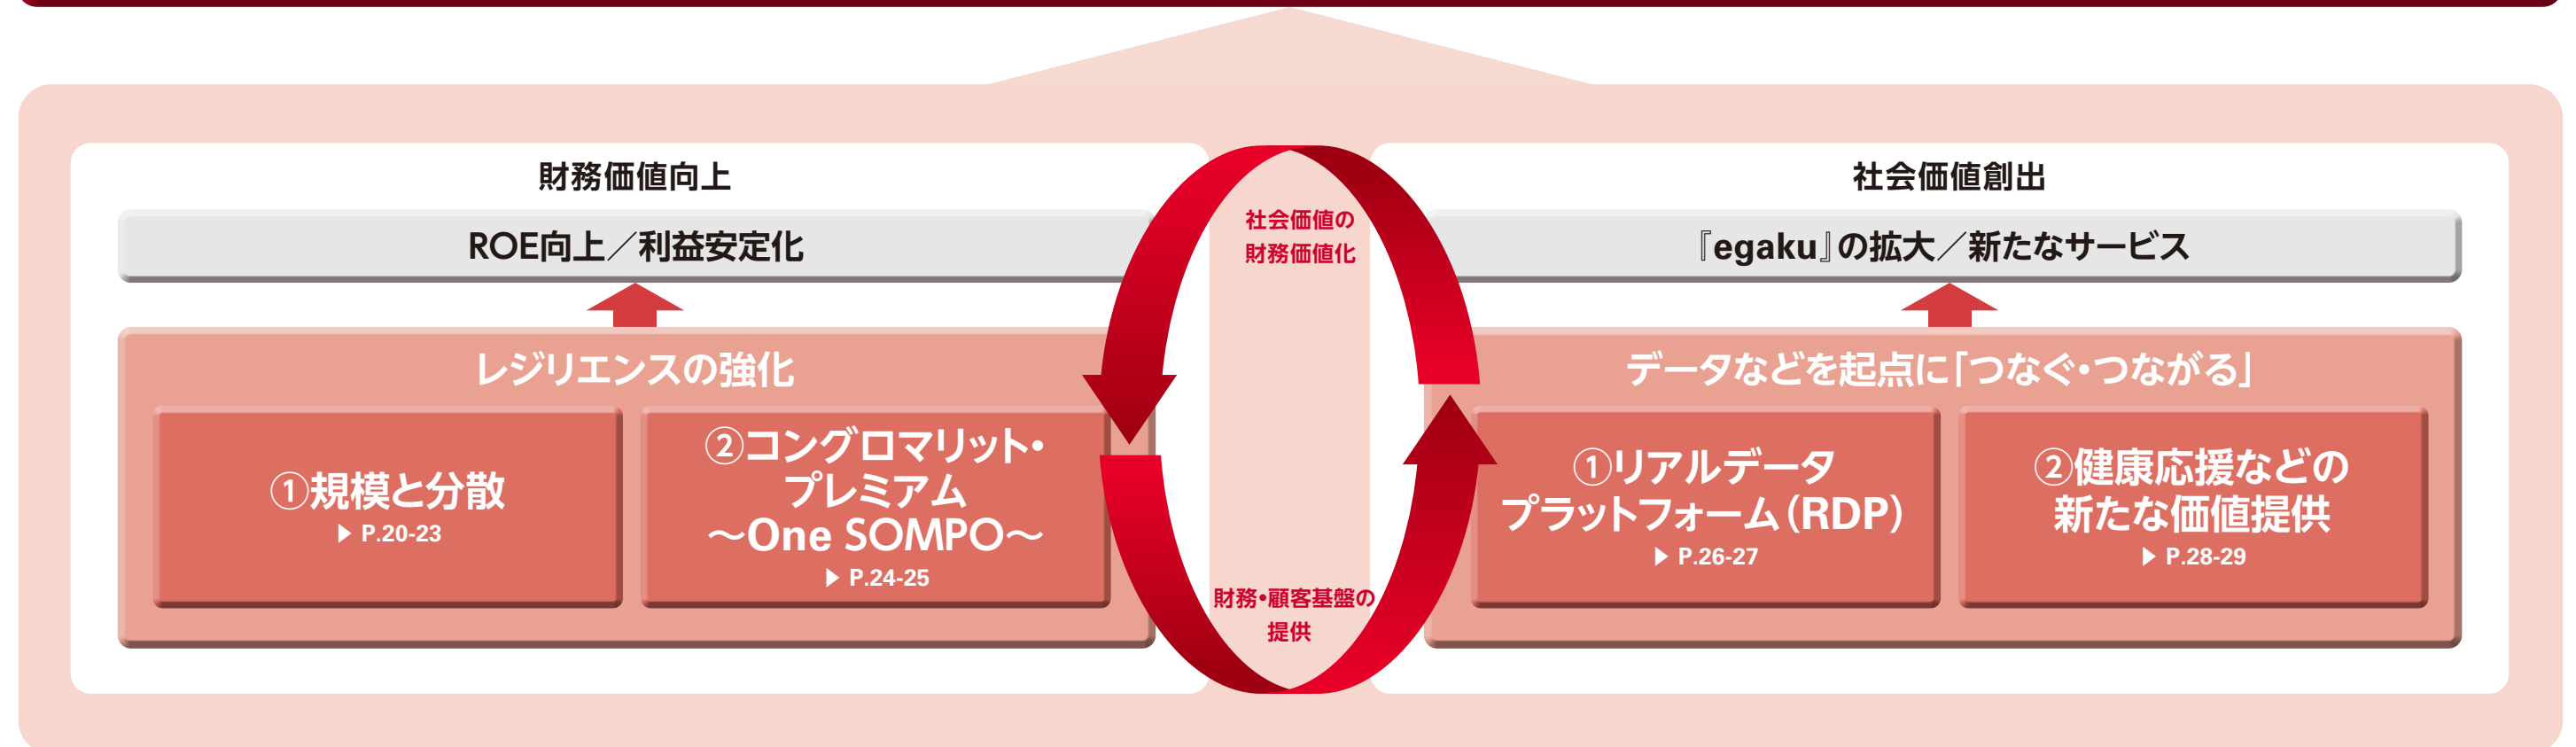 財務価値向上
ROE向上／利益安定化
レジリエンスの強化
①規模と分散
▶ P.20-23
②コングロマリット・
プレミアム
～One SOMPO～
▶ P.24-25
社会価値の
財務価値化
財務・顧客基盤の
提供
社会価値創出
『egaku』の拡大／新たなサービス
データなどを起点に「つなぐ・つながる」
①リアルデータ
プラットフォーム（RDP）
▶ P.26-27
②健康応援などの
新たな価値提供
▶ P.28-29